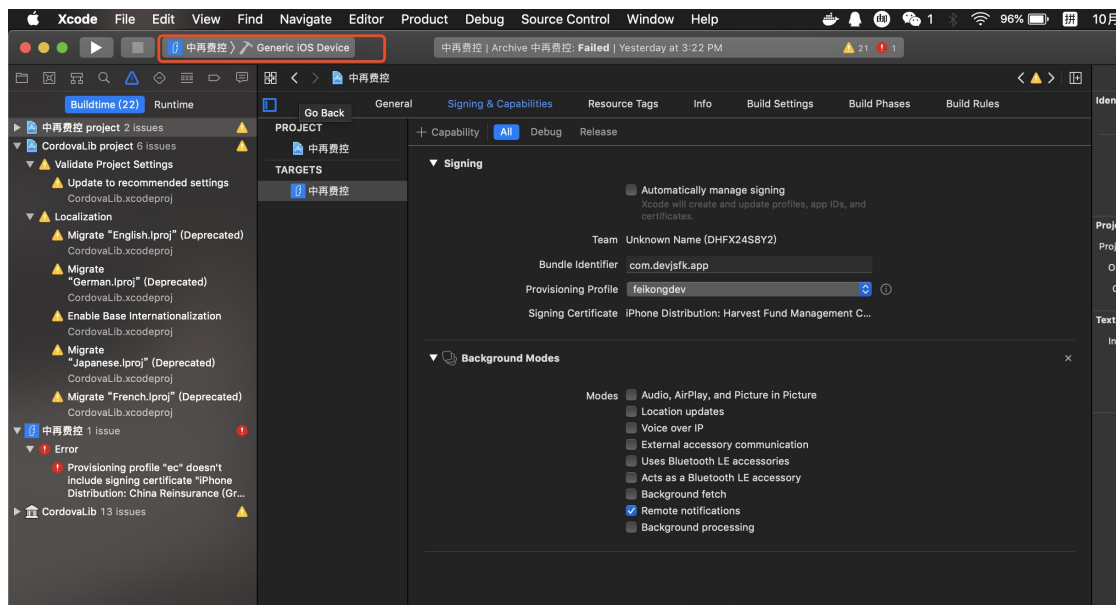 Xcode File Edit View Find Navigate Editor Product Debug Source Control Window Help 1 96% 拼 10月
中再费控 〉 Generic iOS Device
中再费控 | Archive 中再费控: Failed | Yesterday at 3:22 PM 21 1
中再费控
Buildtime (22) Runtime
Go Back
General Signing & Capabilities Resource Tags Info Build Settings Build Phases Build Rules
Iden
中再费控 project 2 issues
CordovaLib project 6 issues
Validate Project Settings
Update to recommended settings
CordovaLib.xcodeproj
Localization
Migrate “English.lproj” (Deprecated)
CordovaLib.xcodeproj
Migrate
“German.lproj” (Deprecated)
CordovaLib.xcodeproj
Enable Base Internationalization
CordovaLib.xcodeproj
Migrate
“Japanese.lproj” (Deprecated)
CordovaLib.xcodeproj
Migrate “French.lproj” (Deprecated)
CordovaLib.xcodeproj
中再费控 1 issue
Error
Provisioning profile "ec" doesn't
include signing certificate "iPhone
Distribution: China Reinsurance (Gr...
CordovaLib 13 issues
PROJECT
中再费控
TARGETS
中再费控
+ Capability All Debug Release
Signing
Automatically manage signing
Xcode will create and update profiles, app IDs, and
certificates.
Team Unknown Name (DHFX24S8Y2)
Bundle Identifier com.devjsfk.app
Provisioning Profile feikongdev
Signing Certificate iPhone Distribution: Harvest Fund Management C...
Background Modes
Modes Audio, AirPlay, and Picture in Picture
Location updates
Voice over IP
External accessory communication
Uses Bluetooth LE accessories
Acts as a Bluetooth LE accessory
Background fetch
Remote notifications
Background processing
Proje
Proj
O
Text
In